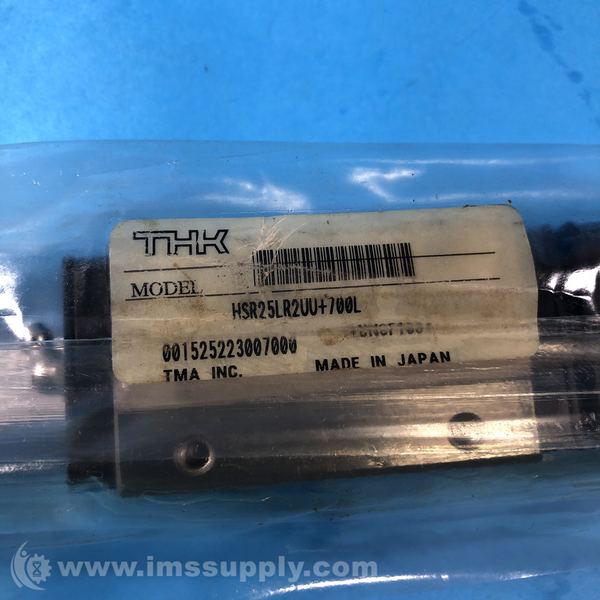 THK
MODEL
HSR25LR2UU+700L
001525223007000
TMA INC. MADE IN JAPAN
www.imssupply.com